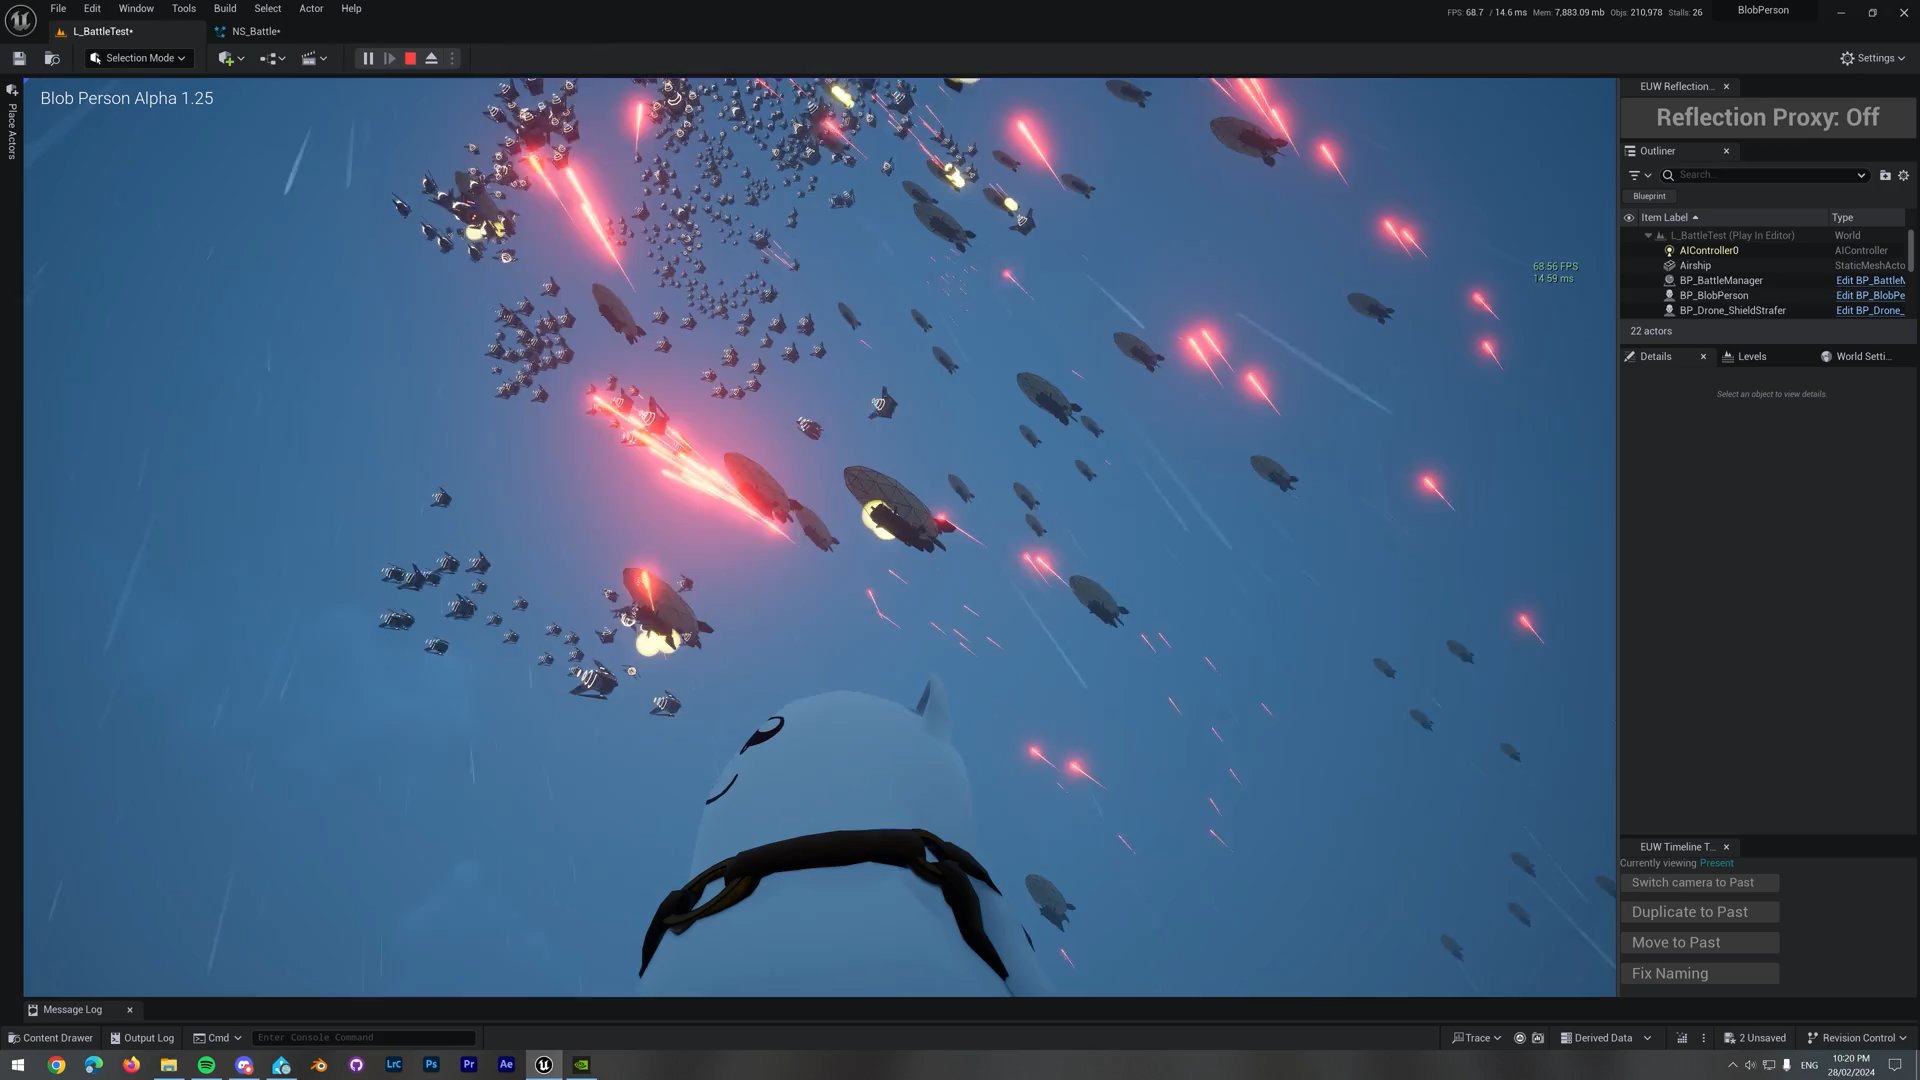 File Edit Window Tools Build Select Actor Help
FPS: 68.7 / 14.6 ms Mem: 7,883.09 mb Objs: 210,978 Stalls: 26
BlobPerson
L_BattleTest*
NS_Battle*
Selection Mode
Settings
Place Actors
Blob Person Alpha 1.25
68.56 FPS
14.59 ms
EUW Reflection...
Reflection Proxy: Off
Outliner
Search...
Blueprint
Item Label Type
L_BattleTest (Play In Editor) World
AIController0 AIController
Airship StaticMeshActo
BP_BattleManager Edit BP_BattleM
BP_BlobPerson Edit BP_BlobPe
BP_Drone_ShieldStrafer Edit BP_Drone_
22 actors
Details Levels World Setti...
Select an object to view details.
EUW Timeline T...
Currently viewing Present
Switch camera to Past
Duplicate to Past
Move to Past
Fix Naming
Message Log
Content Drawer Output Log Cmd Enter Console Command
Trace Derived Data 2 Unsaved Revision Control
LrC Ps Pr Ae
ENG
10:20 PM
28/02/2024